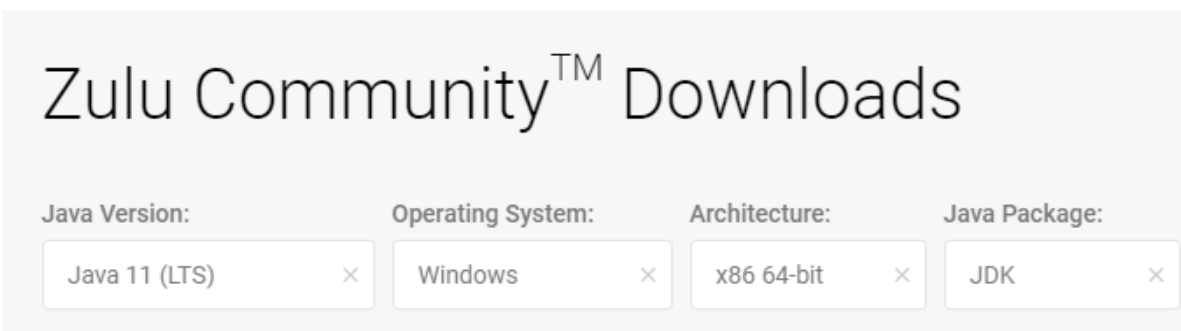 Zulu Community™ Downloads
Java Version: Operating System: Architecture: Java Package:
Java 11 (LTS) × Windows × x86 64-bit × JDK ×